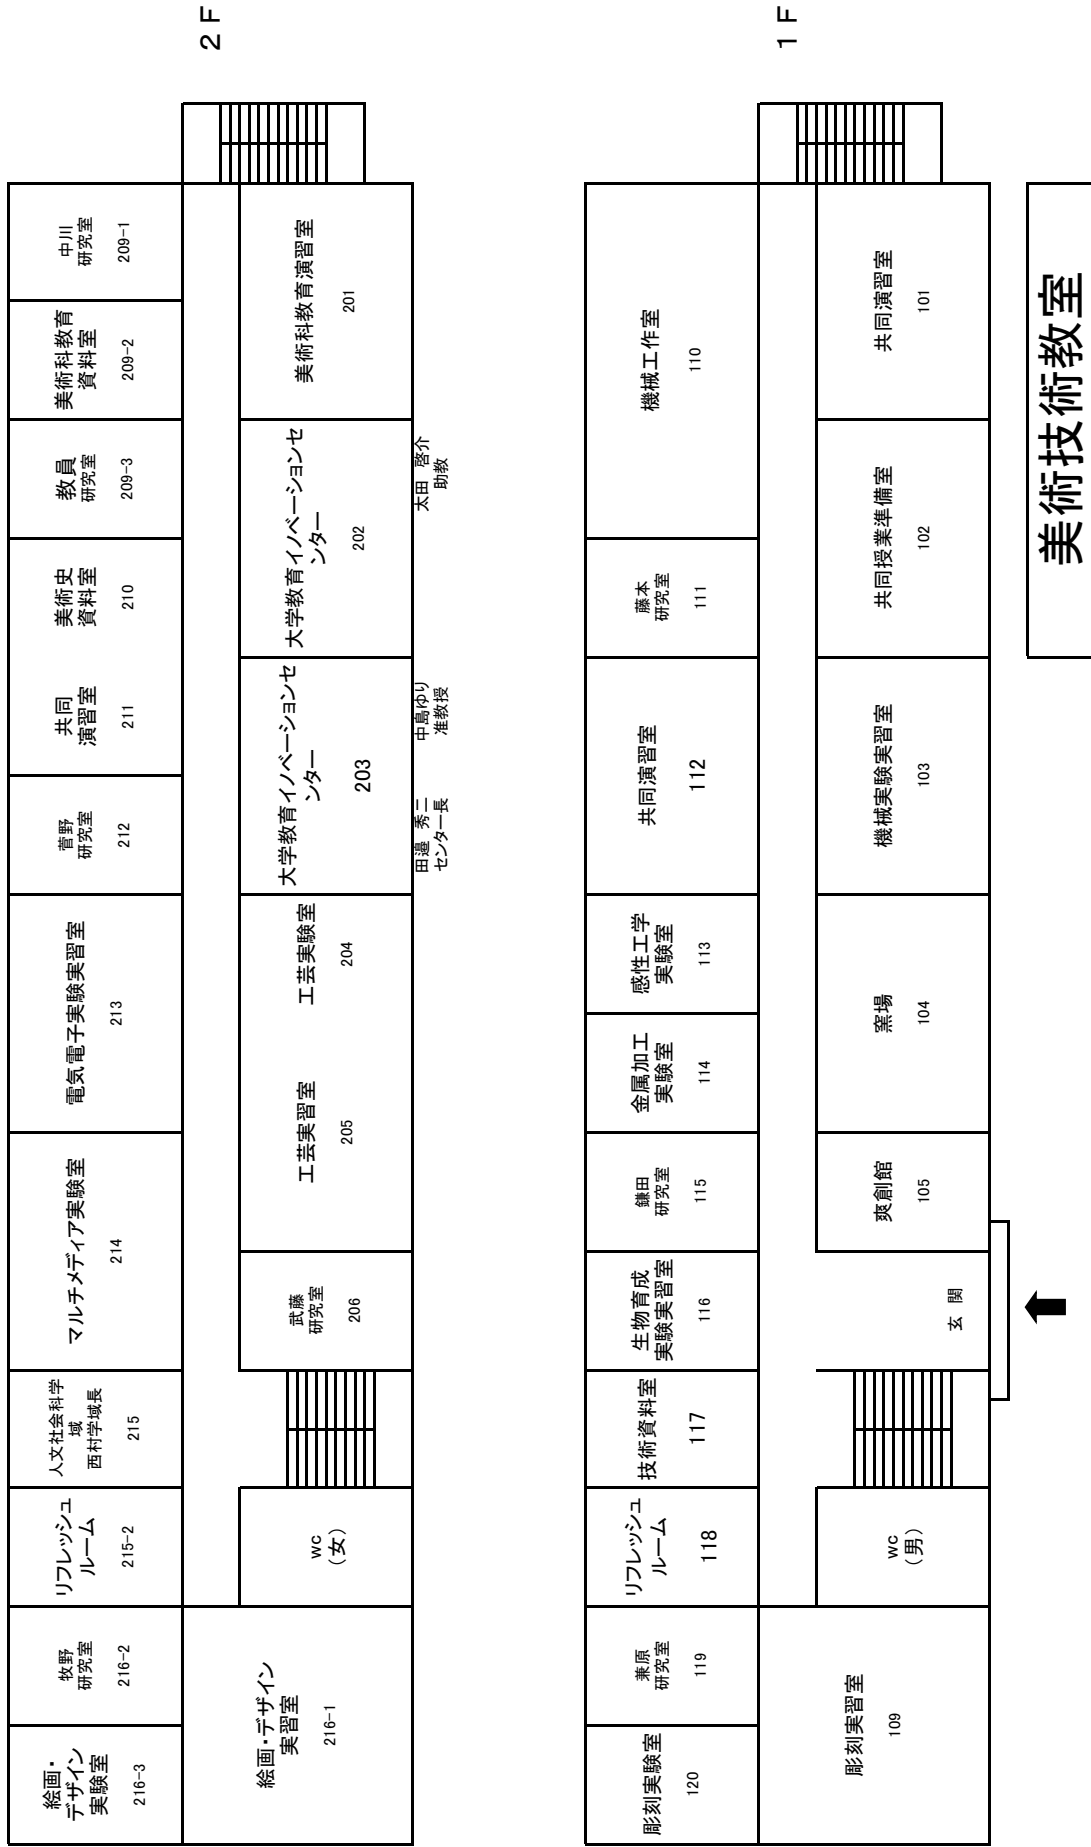 絵画・
デザイン
実験室
216-3
牧野
研究室
216-2
リフレッシュ
ルーム
215-2
人文社会科学
域
西村学域長
215
マルチメディア実験室
214
電気電子実験実習室
213
菅野
研究室
212
共同
演習室
211
美術史
資料室
210
教員
研究室
209-3
美術科教育
資料室
209-2
中川
研究室
209-1
２Ｆ
絵画・デザイン
実習室
216-1
wc
（女）
武藤
研究室
206
工芸実習室
205
工芸実験室
204
大学教育イノベーションセ
ンター
203
大学教育イノベーションセ
ンター
202
美術科教育演習室
201
田邉　秀二
センター長
中島ゆり
准教授
太田　啓介
助教
彫刻実験室
120
兼原
研究室
119
リフレッシュ
ルーム
118
技術資料室
117
生物育成
実験実習室
116
鎌田
研究室
115
金属加工
実験室
114
感性工学
実験室
113
共同演習室
112
藤本
研究室
111
機械工作室
110
１Ｆ
彫刻実習室
109
wc
（男）
玄　関
爽創館
105
窯場
104
機械実験実習室
103
共同授業準備室
102
共同演習室
101
美術技術教室